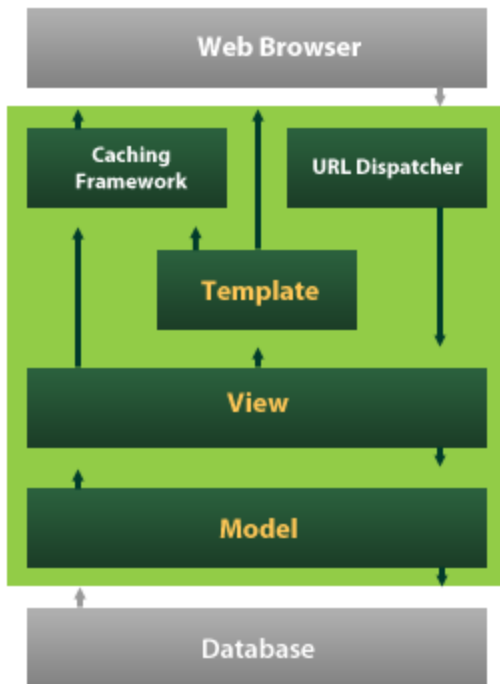 Web Browser
Caching
Framework
URL Dispatcher
Template
View
Model
Database